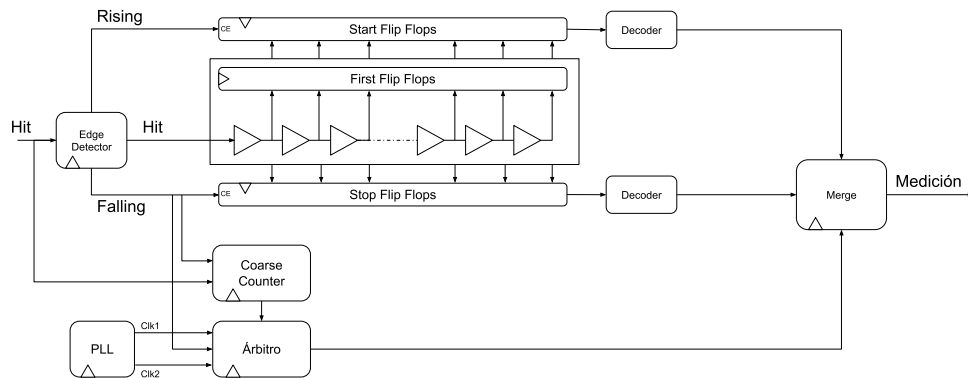 Rising
CE
Start Flip Flops
Decoder
First Flip Flops
Hit
Edge
Detector
Hit
CE
Stop Flip Flops
Decoder
Falling
Merge
Medición
Coarse
Counter
PLL
Clk1
Clk2
Árbitro